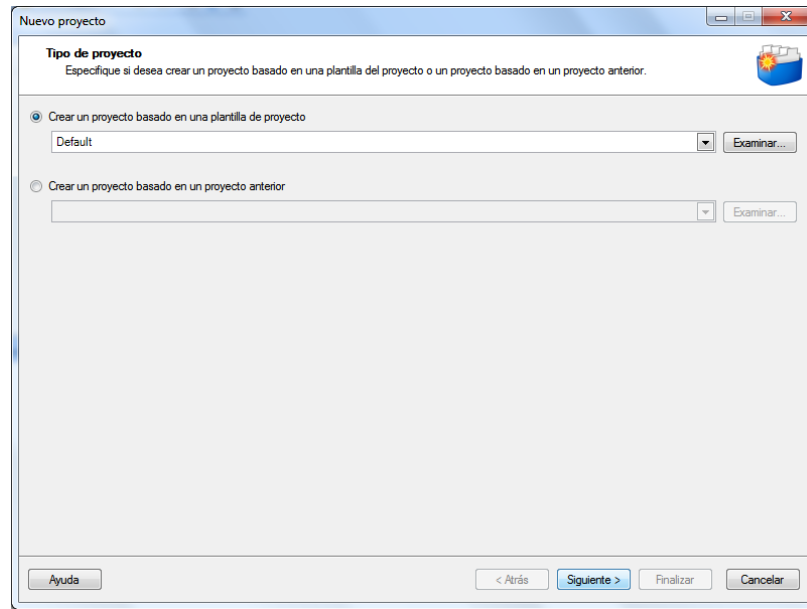 Nuevo proyecto
Tipo de proyecto
Especifique si desea crear un proyecto basado en una plantilla del proyecto o un proyecto basado en un proyecto anterior.
Crear un proyecto basado en una plantilla de proyecto
Default Examinar...
Crear un proyecto basado en un proyecto anterior
Examinar...
Ayuda < Atrás Siguiente > Finalizar Cancelar